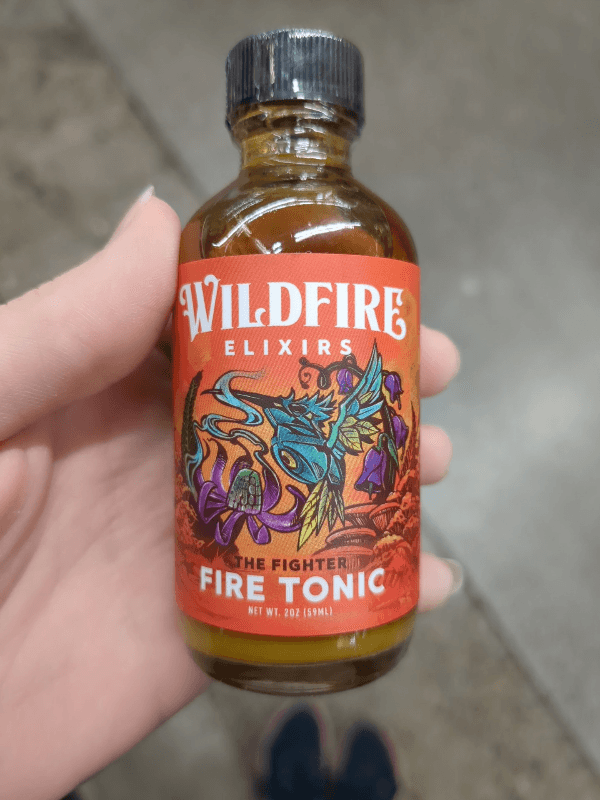 WILDFIRE
ELIXIRS
THE FIGHTER
FIRE TONIC
NET WT. 2OZ (59ML)